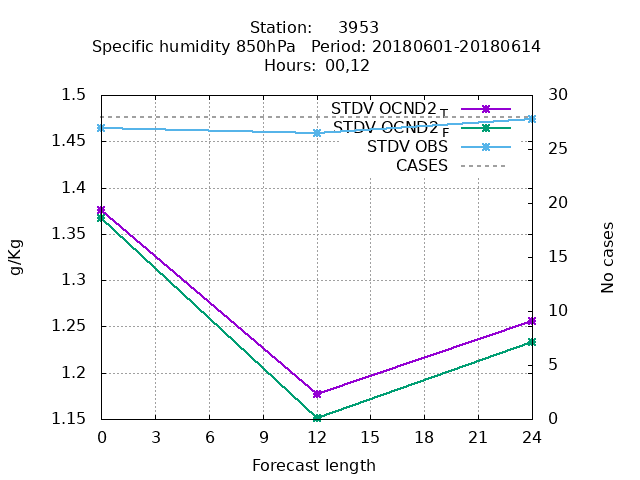 Station: 3953
Specific humidity 850hPa Period: 20180601-20180614
Hours: 00,12
1.5
1.45
1.4
1.35
1.3
1.25
1.2
1.15
g/Kg
STDV OCND2 T
STDV OCND2 F
STDV OBS
CASES
30
25
20
15
10
5
0
No cases
0 3 6 9 12 15 18 21 24
Forecast length